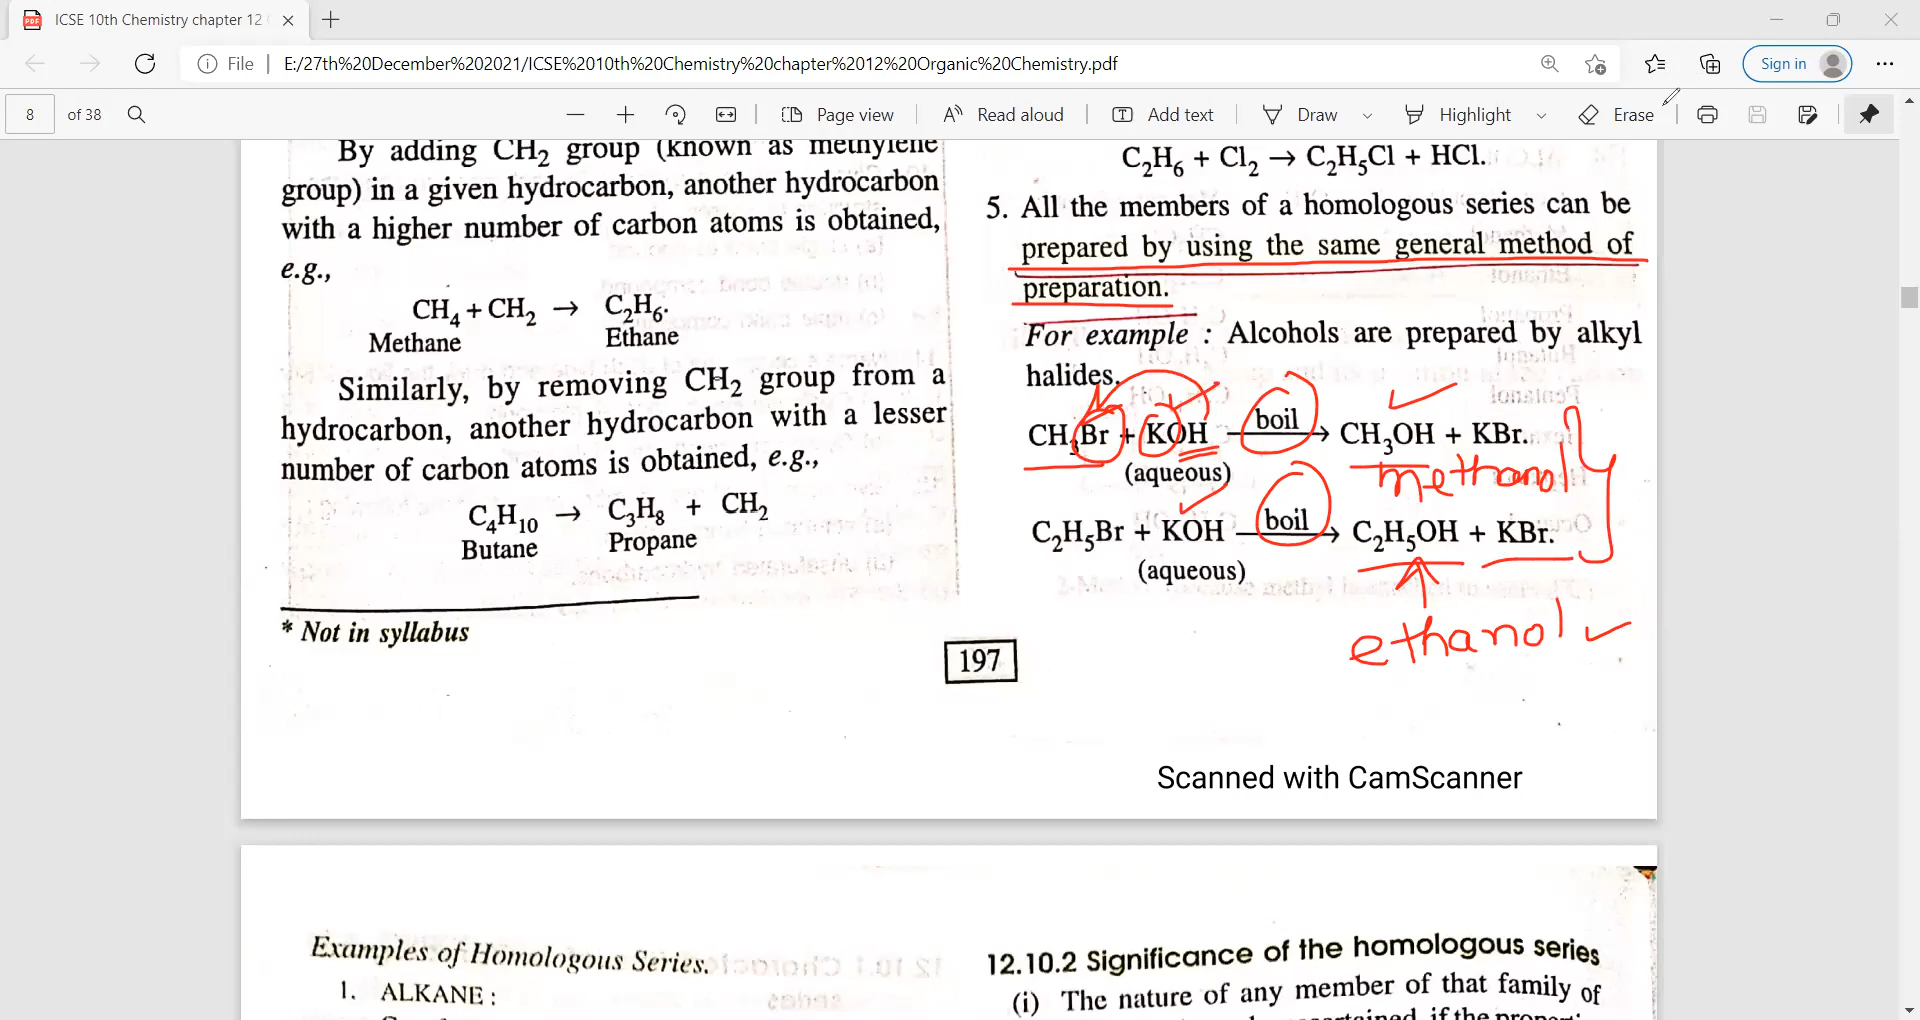 ICSE 10th Chemistry chapter 12
File
E:/27th%20December%202021/ICSE%2010th%20Chemistry%20chapter%2012%20Organic%20Chemistry.pdf
Sign in
8 of 38
Page view
Read aloud
Add text
Draw
Highlight
Erase
By adding CH₂ group (known as methylene
group) in a given hydrocarbon, another hydrocarbon
with a higher number of carbon atoms is obtained,
e.g.,
CH₄ + CH₂ → C₂H₆.
Methane Ethane
Similarly, by removing CH₂ group from a
hydrocarbon, another hydrocarbon with a lesser
number of carbon atoms is obtained, e.g.,
C₄H₁₀ → C₃H₈ + CH₂
Butane Propane
* Not in syllabus
C₂H₆ + Cl₂ → C₂H₅Cl + HCl.
5. All the members of a homologous series can be
prepared by using the same general method of
preparation.
For example : Alcohols are prepared by alkyl
halides.
CH₃Br + KOH boil → CH₃OH + KBr.
(aqueous)
methanol
C₂H₅Br + KOH boil → C₂H₅OH + KBr.
(aqueous)
ethanol
197
Scanned with CamScanner
Examples of Homologous Series.
1. ALKANE :
12.10.2 Significance of the homologous series
(i) The nature of any member of that family of